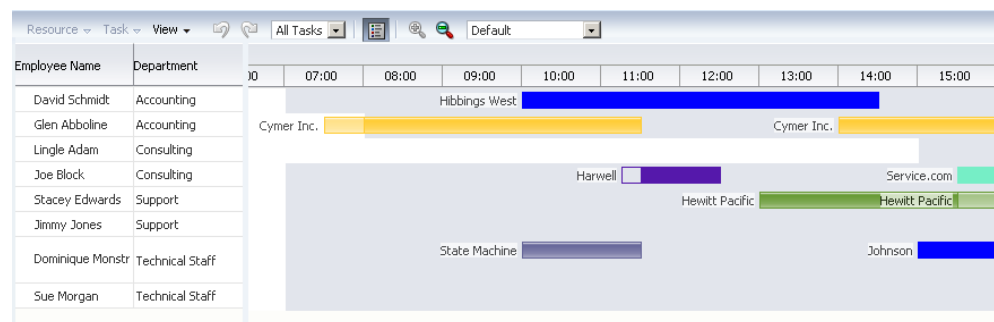 Resource Task View All Tasks Default
Employee Name Department 00 07:00 08:00 09:00 10:00 11:00 12:00 13:00 14:00 15:00
David Schmidt Accounting Hibbings West
Glen Abboline Accounting Cymer Inc. Cymer Inc.
Lingle Adam Consulting
Joe Block Consulting Harwell Service.com
Stacey Edwards Support Hewitt Pacific Hewitt Pacific
Jimmy Jones Support
Dominique Monstr Technical Staff State Machine Johnson
Sue Morgan Technical Staff